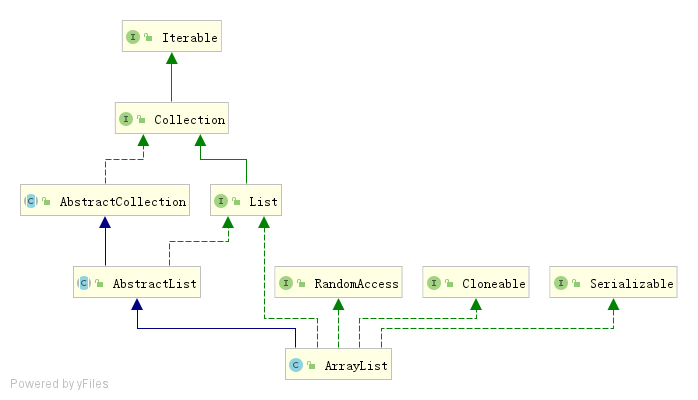 I Iterable
I Collection
C AbstractCollection
I List
C AbstractList
I RandomAccess
I Cloneable
I Serializable
C ArrayList
Powered by yFiles